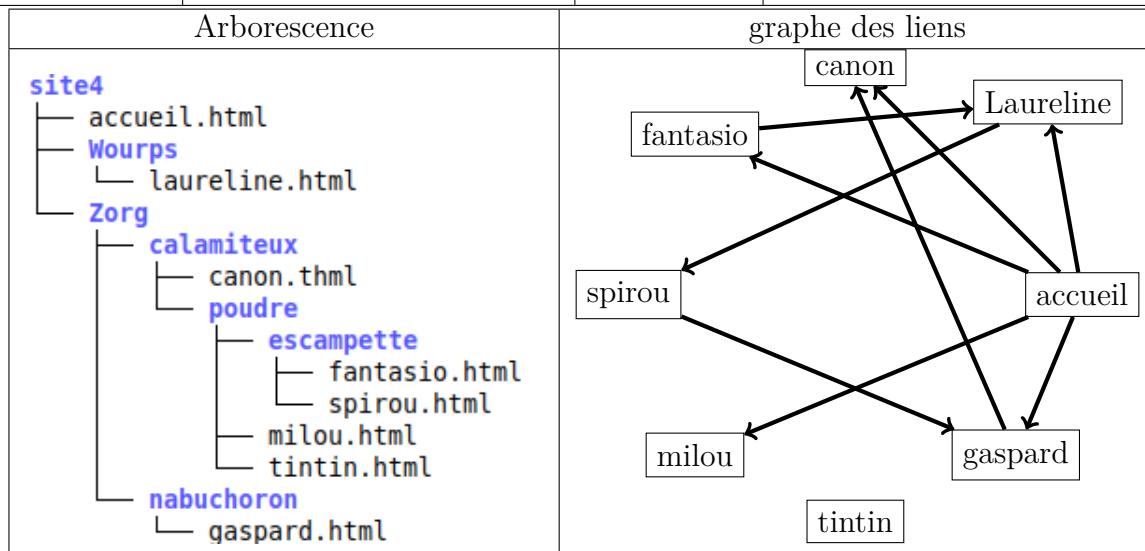 Arborescence
graphe des liens
site4
accueil.html
Wourps
laureline.html
Zorg
calamiteux
canon.thml
poudre
escampette
fantasio.html
spirou.html
milou.html
tintin.html
nabuchoron
gaspard.html
canon
Laureline
fantasio
spirou
accueil
milou
gaspard
tintin